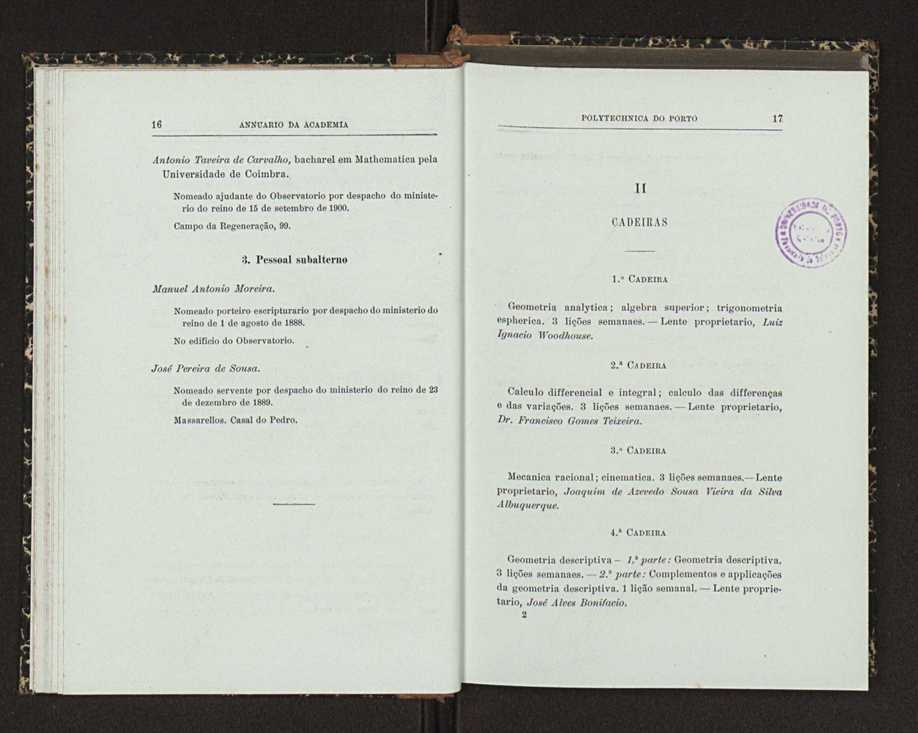 16 ANNUARIO DA ACADEMIA
Antonio Taveira de Carvalho, bacharel em Mathematica pela
Universidade de Coimbra.
Nomeado ajudante do Observatorio por despacho do ministe-
rio do reino de 15 de setembro de 1900.
Campo da Regeneração, 99.
3. Pessoal subalterno
Manuel Antonio Moreira.
Nomeado porteiro escripturario por despacho do ministerio do
reino de 1 de agosto de 1888.
No edificio do Observatorio.
José Pereira de Sousa.
Nomeado servente por despacho do ministerio do reino de 23
de dezembro de 1889.
Massarellos. Casal do Pedro.
POLYTECHNICA DO PORTO 17
II
CADEIRAS
1.ª CADEIRA
Geometria analytica; algebra superior; trigonometria
espherica. 3 lições semanaes. — Lente proprietario, Luiz
Ignacio Woodhouse.
2.ª CADEIRA
Calculo differencial e integral; calculo das differenças
e das variações. 3 lições semanaes. — Lente proprietario,
Dr. Francisco Gomes Teixeira.
3.ª CADEIRA
Mecanica racional; cinematica. 3 lições semanaes.— Lente
proprietario, Joaquim de Azevedo Sousa Vieira da Silva
Albuquerque.
4.ª CADEIRA
Geometria descriptiva – 1.ª parte: Geometria descriptiva.
3 lições semanaes. — 2.ª parte: Complementos e applicações
da geometria descriptiva. 1 lição semanal. — Lente proprie-
tario, José Alves Bonifacio.
2